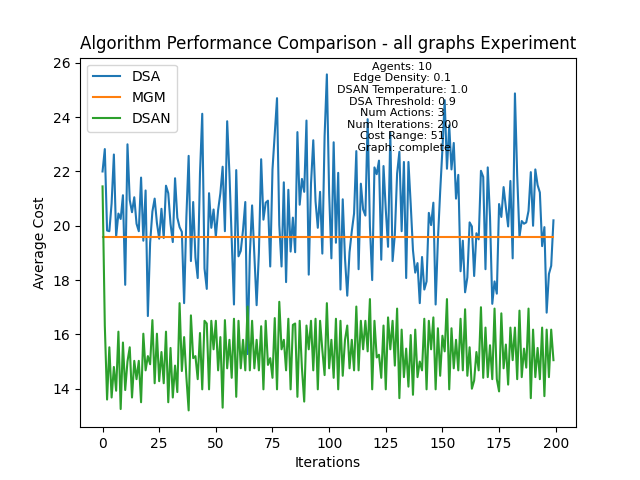 Algorithm Performance Comparison - all graphs Experiment
DSA
MGM
DSAN
Agents: 10
Edge Density: 0.1
DSAN Temperature: 1.0
DSA Threshold: 0.9
Num Actions: 3
Num Iterations: 200
Cost Range: 51
Graph: complete
Average Cost
26
24
22
20
18
16
14
0
25
50
75
100
125
150
175
200
Iterations